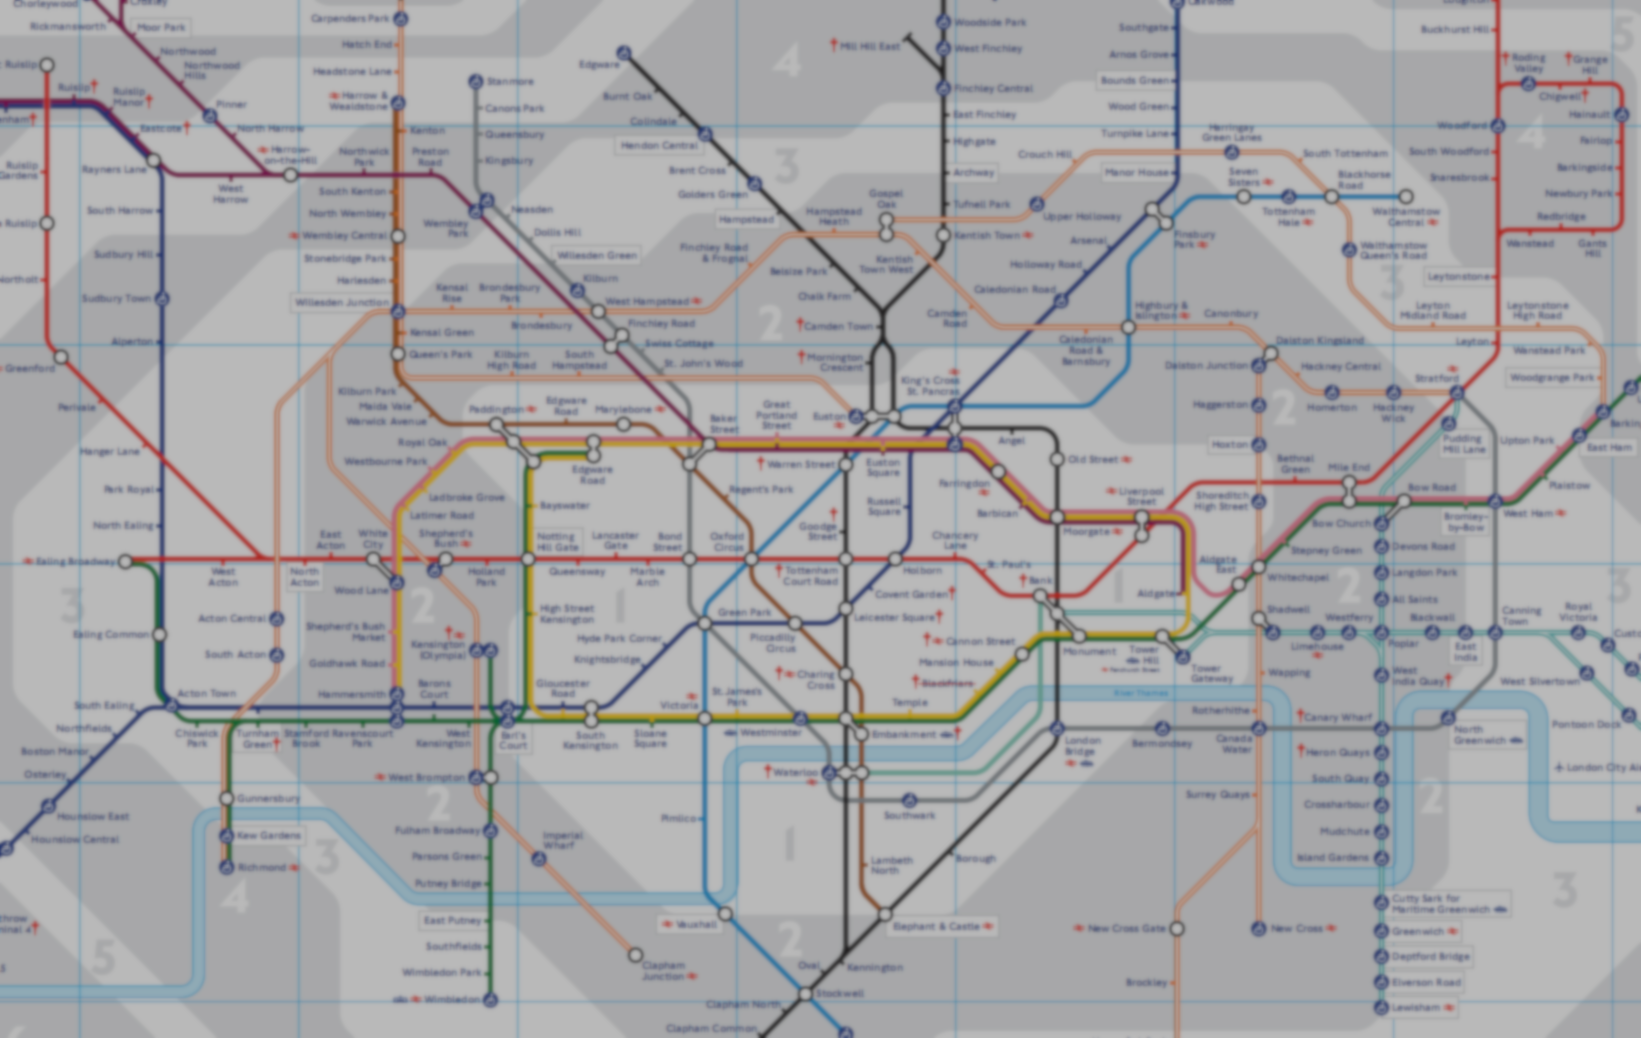 Chorleywood
Croxley
Rickmansworth
Moor Park
Northwood
Northwood
Hills
Pinner
North Harrow
Harrow-
on-the-Hill
Ruislip
Ruislip
Manor
Eastcote
Rayners Lane
West
Harrow
Ruislip
Gardens
South Harrow
Sudbury Hill
Sudbury Town
Alperton
Northolt
Greenford
Perivale
Hanger Lane
Park Royal
North Ealing
Ealing Broadway
West
Acton
North
Acton
East
Acton
White
City
Shepherd's
Bush
Wood Lane
Ealing Common
Acton Central
South Acton
South Ealing
Acton Town
Northfields
Boston Manor
Osterley
Hounslow East
Hounslow Central
Chiswick
Park
Turnham
Green
Stamford
Brook
Ravenscourt
Park
Gunnersbury
Kew Gardens
Richmond
Carpenders Park
Hatch End
Headstone Lane
Harrow &
Wealdstone
Kenton
Northwick
Park
Preston
Road
South Kenton
North Wembley
Wembley Central
Stonebridge Park
Harlesden
Willesden Junction
Kensal Green
Queen's Park
Kilburn Park
Maida Vale
Warwick Avenue
Stanmore
Canons Park
Queensbury
Kingsbury
Wembley
Park
Neasden
Dollis Hill
Willesden Green
Kilburn
West Hampstead
Finchley Road
Swiss Cottage
St. John's Wood
Kensal
Rise
Brondesbury
Park
Brondesbury
Kilburn
High Road
South
Hampstead
Edgware
Burnt Oak
Colindale
Hendon Central
Brent Cross
Golders Green
Hampstead
Belsize Park
Chalk Farm
Camden Town
Mornington
Crescent
Finchley Road
& Frognal
Hampstead
Heath
Gospel
Oak
Kentish
Town West
Camden
Road
Mill Hill East
Woodside Park
West Finchley
Finchley Central
East Finchley
Highgate
Archway
Tufnell Park
Kentish Town
Crouch Hill
Upper Holloway
Oakwood
Southgate
Arnos Grove
Bounds Green
Wood Green
Turnpike Lane
Manor House
Finsbury
Park
Arsenal
Holloway Road
Caledonian Road
Caledonian
Road &
Barnsbury
Highbury &
Islington
Canonbury
Harringay
Green Lanes
Seven
Sisters
South Tottenham
Tottenham
Hale
Blackhorse
Road
Walthamstow
Central
Walthamstow
Queen's Road
Leyton
Midland Road
Leytonstone
High Road
Wanstead Park
Woodgrange Park
Buckhurst Hill
Roding
Valley
Grange
Hill
Chigwell
Hainault
Fairlop
Barkingside
Newbury Park
Woodford
South Woodford
Snaresbrook
Redbridge
Wanstead
Gants
Hill
Leytonstone
Leyton
Stratford
Dalston Kingsland
Dalston Junction
Hackney Central
Homerton
Hackney
Wick
Haggerston
Hoxton
Pudding
Mill Lane
Upton Park
East Ham
Plaistow
West Ham
Bromley-
by-Bow
Bow Road
Bow Church
Mile End
Bethnal
Green
Shoreditch
High Street
Stepney Green
Whitechapel
Devons Road
Langdon Park
All Saints
Paddington
Edgware
Road
Marylebone
Baker
Street
Great
Portland
Street
Euston
King's Cross
St. Pancras
Angel
Old Street
Royal Oak
Westbourne Park
Ladbroke Grove
Latimer Road
Edgware
Road
Bayswater
Notting
Hill Gate
Lancaster
Gate
Queensway
Marble
Arch
Bond
Street
Oxford
Circus
Regent's Park
Warren Street
Goodge
Street
Euston
Square
Russell
Square
Farringdon
Barbican
Moorgate
Liverpool
Street
Holland
Park
Tottenham
Court Road
Holborn
Chancery
Lane
St. Paul's
Bank
Covent Garden
Leicester Square
Cannon Street
Mansion House
Blackfriars
Temple
Aldgate
East
Aldgate
Monument
Tower
Hill
Tower
Gateway
Shadwell
Limehouse
Westferry
Poplar
Blackwall
East
India
Canning
Town
Royal
Victoria
Wapping
Rotherhithe
Canada
Water
Surrey Quays
West
India Quay
Canary Wharf
Heron Quays
South Quay
Crossharbour
Mudchute
Island Gardens
Cutty Sark for
Maritime Greenwich
Greenwich
Deptford Bridge
Elverson Road
Lewisham
West Silvertown
Pontoon Dock
London City
North
Greenwich
River Thames
Shepherd's Bush
Market
Goldhawk Road
Hammersmith
Kensington
(Olympia)
Barons
Court
West
Kensington
Earl's
Court
High Street
Kensington
Gloucester
Road
South
Kensington
Sloane
Square
Knightsbridge
Hyde Park Corner
Green Park
Piccadilly
Circus
Charing
Cross
Victoria
St. James's
Park
Westminster
Embankment
Waterloo
Southwark
London
Bridge
Bermondsey
Pimlico
Vauxhall
Lambeth
North
Borough
Elephant & Castle
Oval
Kennington
Stockwell
Clapham North
Clapham Common
West Brompton
Fulham Broadway
Parsons Green
Putney Bridge
East Putney
Southfields
Wimbledon Park
Wimbledon
Imperial
Wharf
Clapham
Junction
New Cross Gate
New Cross
Brockley
1
1
1
1
2
2
2
2
2
2
2
3
3
3
3
3
3
4
4
4
5
5
6